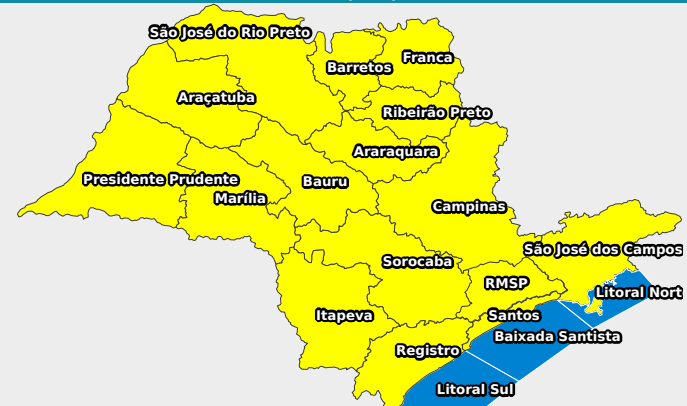 São José do Rio Preto
Franca
Barretos
Araçatuba
Ribeirão Preto
Araraquara
Presidente Prudente
Bauru
Marília
Campinas
São José dos Campos
Sorocaba
RMSP
Litoral Nort
Itapeva
Santos
Baixada Santista
Registro
Litoral Sul